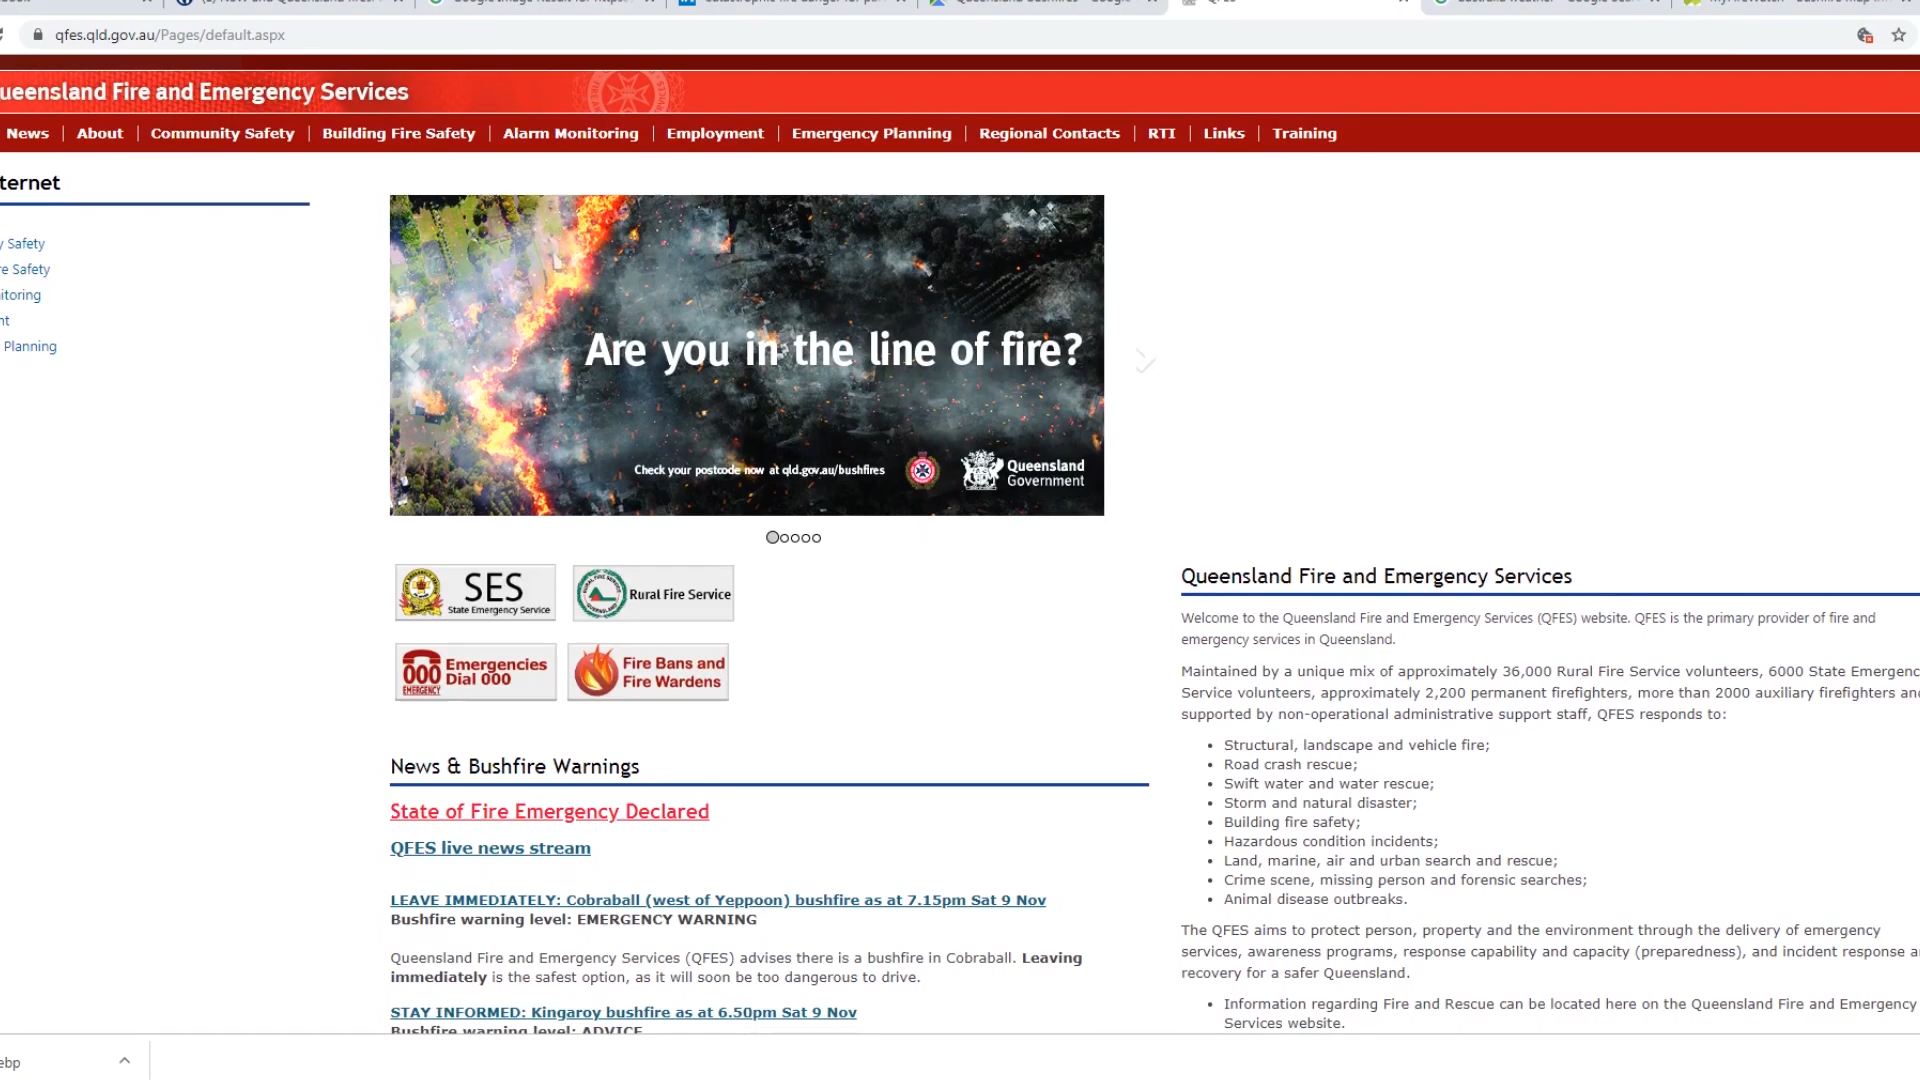 qfes.qld.gov.au/Pages/default.aspx
ueensland Fire and Emergency Services
News
About
Community Safety
Building Fire Safety
Alarm Monitoring
Employment
Emergency Planning
Regional Contacts
RTI
Links
Training
ternet
y Safety
re Safety
itoring
nt
Planning
Are you in the line of fire?
Check your postcode now at qld.gov.au/bushfires
Queensland
Government
SES
State Emergency Service
Rural Fire Service
000
EMERGENCY
Emergencies
Dial 000
Fire Bans and
Fire Wardens
News & Bushfire Warnings
State of Fire Emergency Declared
QFES live news stream
LEAVE IMMEDIATELY: Cobraball (west of Yeppoon) bushfire as at 7.15pm Sat 9 Nov
Bushfire warning level: EMERGENCY WARNING
Queensland Fire and Emergency Services (QFES) advises there is a bushfire in Cobraball. Leaving
immediately is the safest option, as it will soon be too dangerous to drive.
STAY INFORMED: Kingaroy bushfire as at 6.50pm Sat 9 Nov
Bushfire warning level: ADVICE
Queensland Fire and Emergency Services
Welcome to the Queensland Fire and Emergency Services (QFES) website. QFES is the primary provider of fire and
emergency services in Queensland.
Maintained by a unique mix of approximately 36,000 Rural Fire Service volunteers, 6000 State Emergenc
Service volunteers, approximately 2,200 permanent firefighters, more than 2000 auxiliary firefighters an
supported by non-operational administrative support staff, QFES responds to:
• Structural, landscape and vehicle fire;
• Road crash rescue;
• Swift water and water rescue;
• Storm and natural disaster;
• Building fire safety;
• Hazardous condition incidents;
• Land, marine, air and urban search and rescue;
• Crime scene, missing person and forensic searches;
• Animal disease outbreaks.
The QFES aims to protect person, property and the environment through the delivery of emergency
services, awareness programs, response capability and capacity (preparedness), and incident response a
recovery for a safer Queensland.
• Information regarding Fire and Rescue can be located here on the Queensland Fire and Emergency
Services website.
ebp